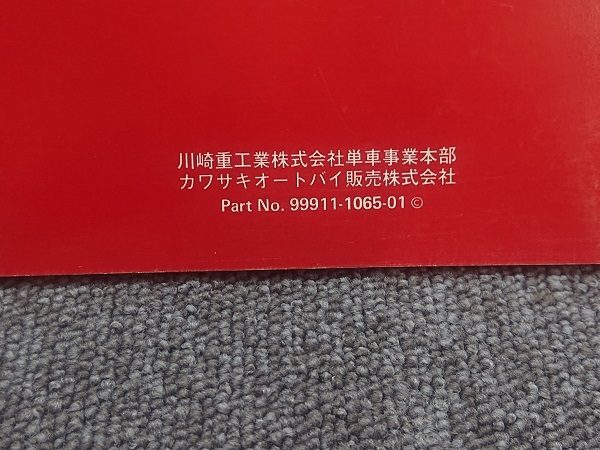 川崎重工業株式会社単車事業本部
カワサキオートバイ販売株式会社
Part No. 99911-1065-01 ©